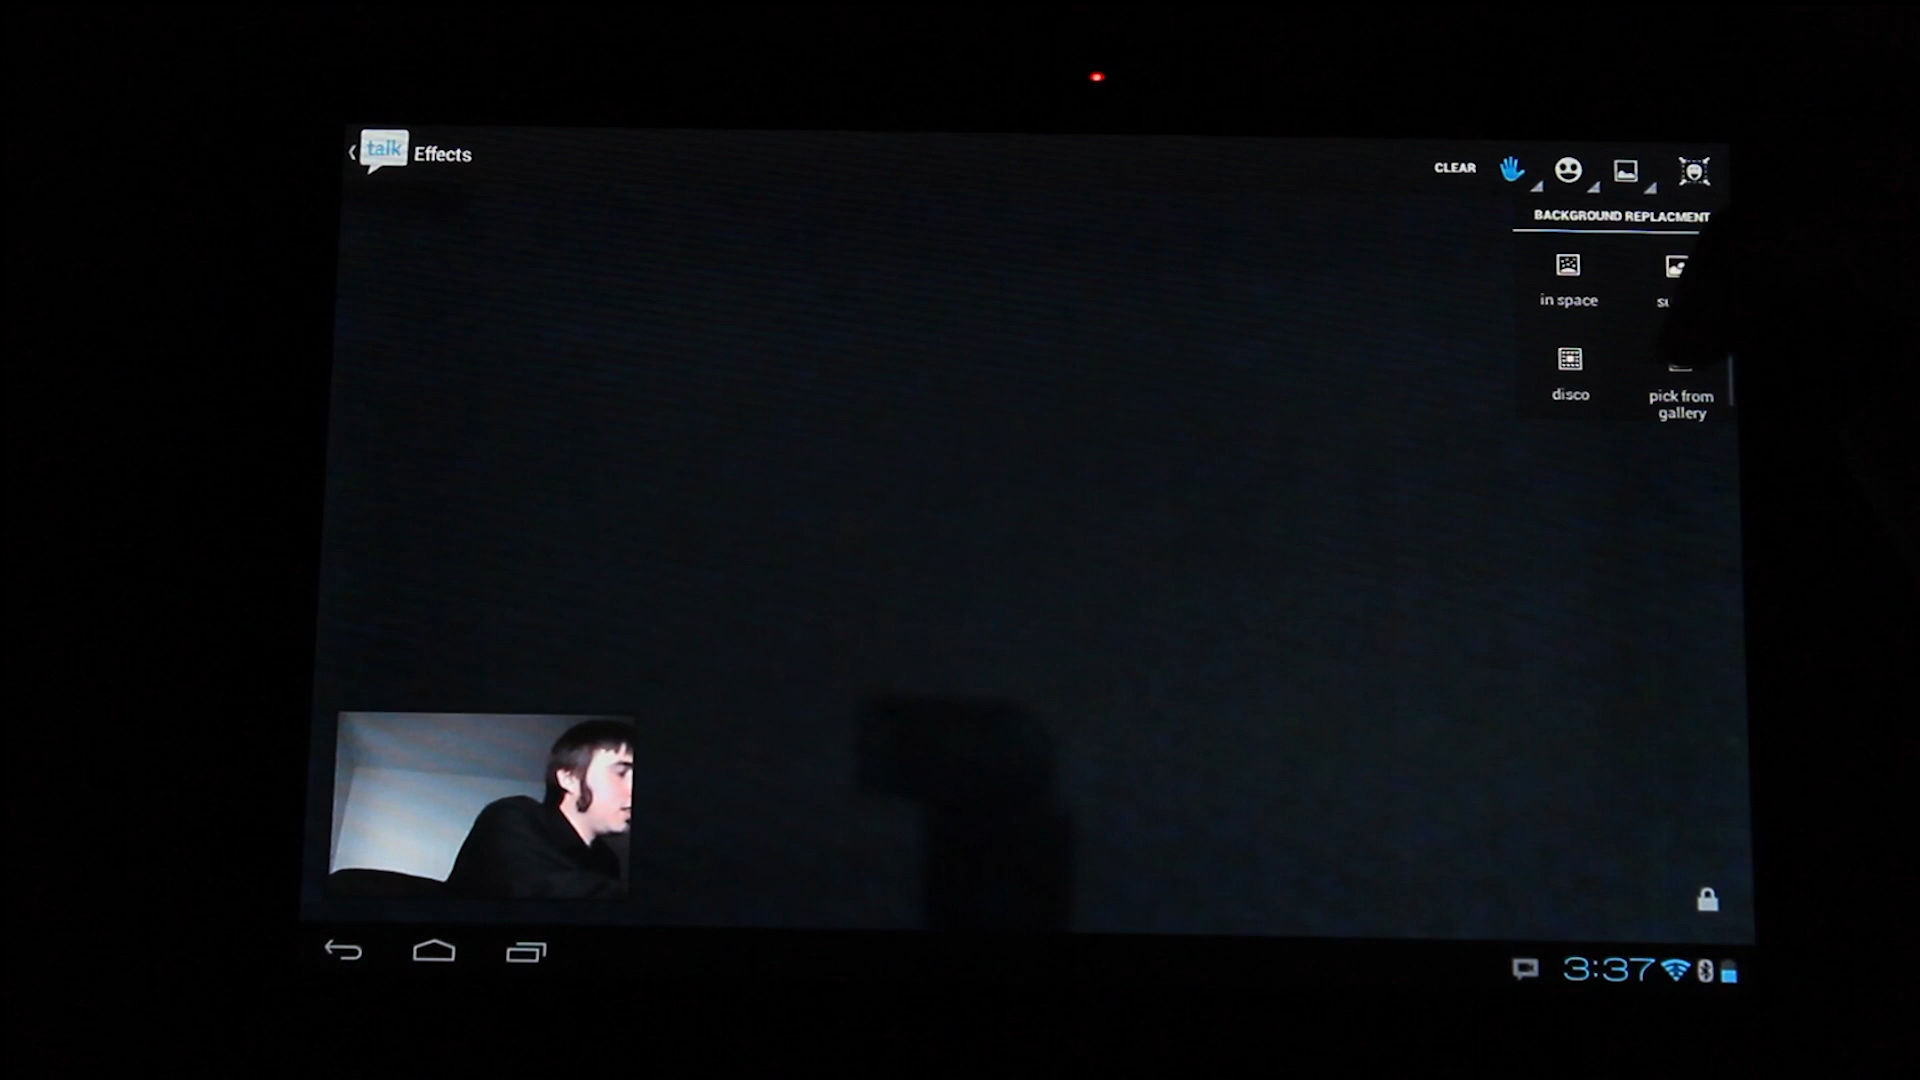 talk Effects
CLEAR
BACKGROUND REPLACMENT
in space
disco
pick from
gallery
3:37